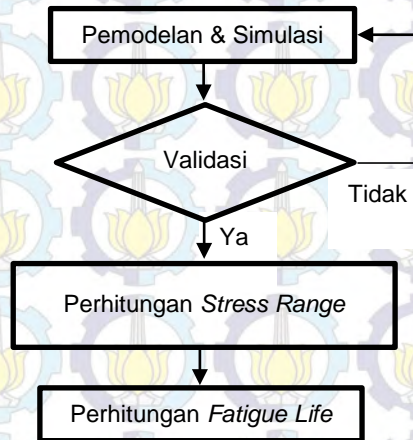 Pemodelan & Simulasi
Validasi
Tidak
Ya
Perhitungan Stress Range
Perhitungan Fatigue Life